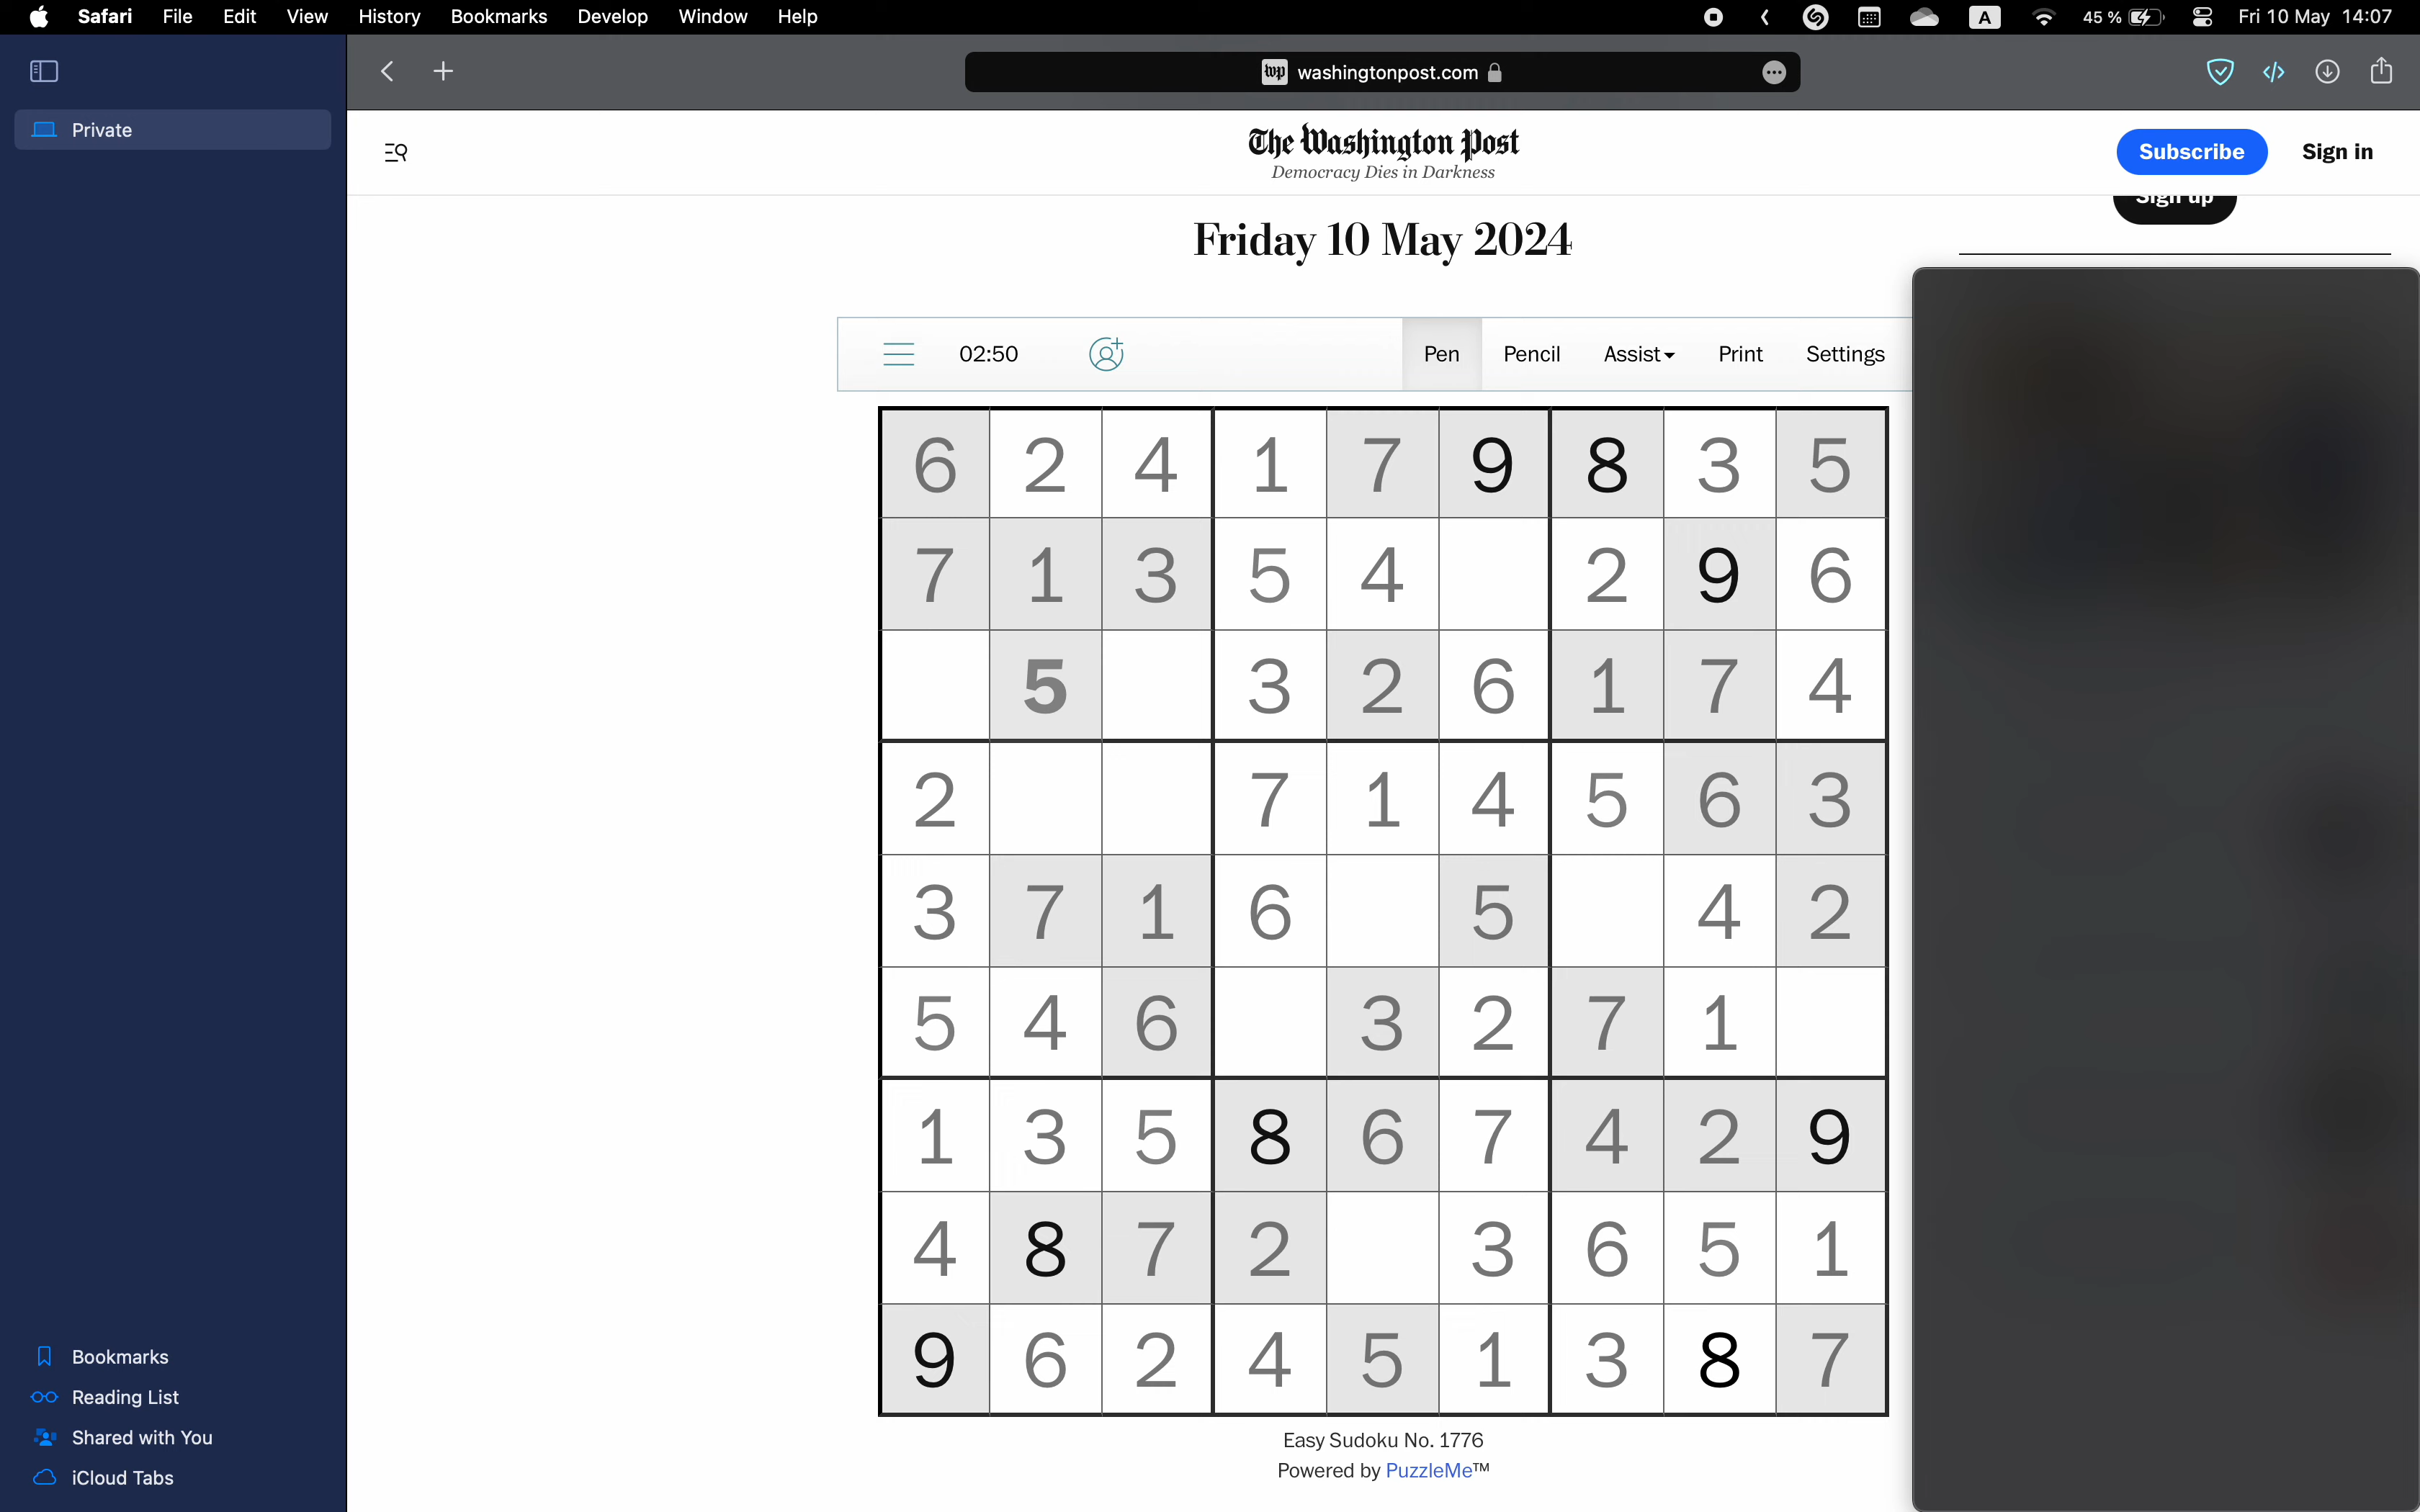 Safari File Edit View History Bookmarks Develop Window Help A 45 % Fri 10 May 14:07
wp washingtonpost.com
Private
The Washington Post
Democracy Dies in Darkness
Subscribe Sign in
Sign up
Friday 10 May 2024
02:50 Pen Pencil Assist Print Settings
6 2 4 1 7 9 8 3 5
7 1 3 5 4 2 9 6
5 3 2 6 1 7 4
2 7 1 4 5 6 3
3 7 1 6 5 4 2
5 4 6 3 2 7 1
1 3 5 8 6 7 4 2 9
4 8 7 2 3 6 5 1
9 6 2 4 5 1 3 8 7
Easy Sudoku No. 1776
Powered by PuzzleMe™
Bookmarks
Reading List
Shared with You
iCloud Tabs